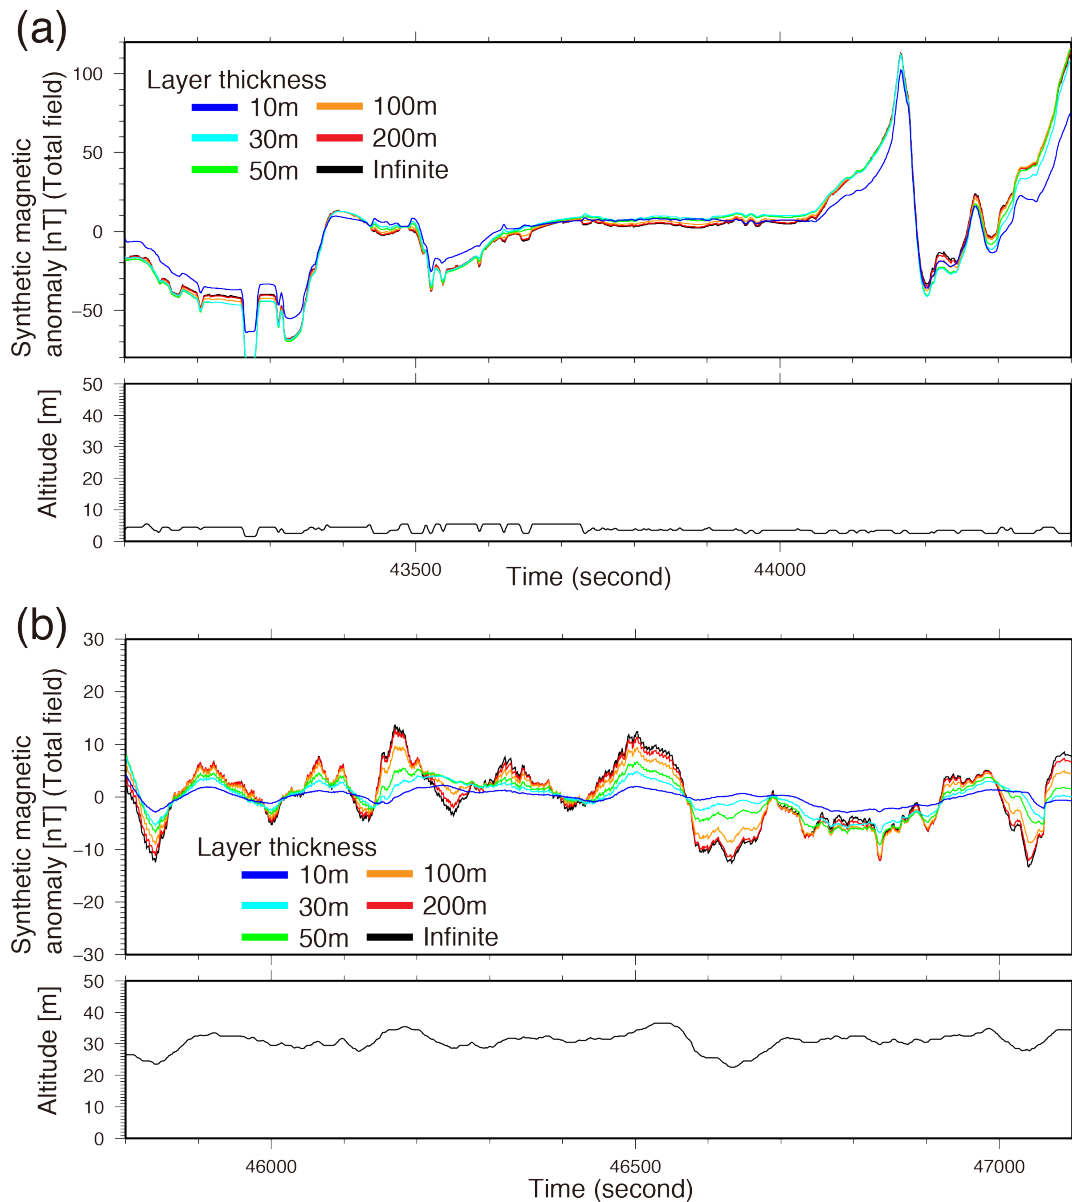 (a)
Synthetic magnetic
anomaly [nT] (Total field)
100
50
0
−50
Layer thickness
10m
100m
30m
200m
50m
Infinite
Altitude [m]
50
40
30
20
10
0
43500
44000
Time (second)
(b)
Synthetic magnetic
anomaly [nT] (Total field)
30
20
10
0
−10
−20
−30
Layer thickness
10m
100m
30m
200m
50m
Infinite
Altitude [m]
50
40
30
20
10
0
46000
46500
47000
Time (second)